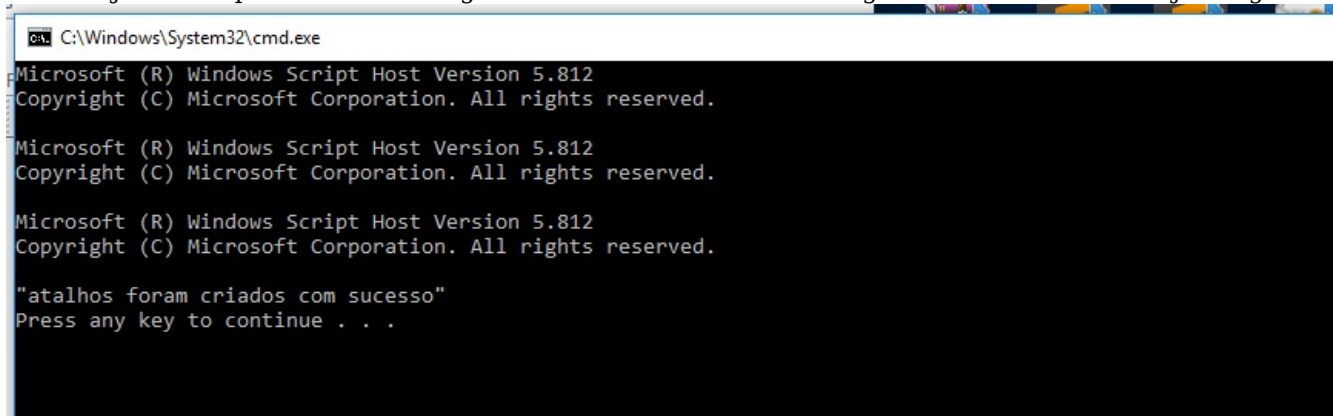 C:\Windows\System32\cmd.exe
Microsoft (R) Windows Script Host Version 5.812
Copyright (C) Microsoft Corporation. All rights reserved.
Microsoft (R) Windows Script Host Version 5.812
Copyright (C) Microsoft Corporation. All rights reserved.
Microsoft (R) Windows Script Host Version 5.812
Copyright (C) Microsoft Corporation. All rights reserved.
"atalhos foram criados com sucesso"
Press any key to continue . . .